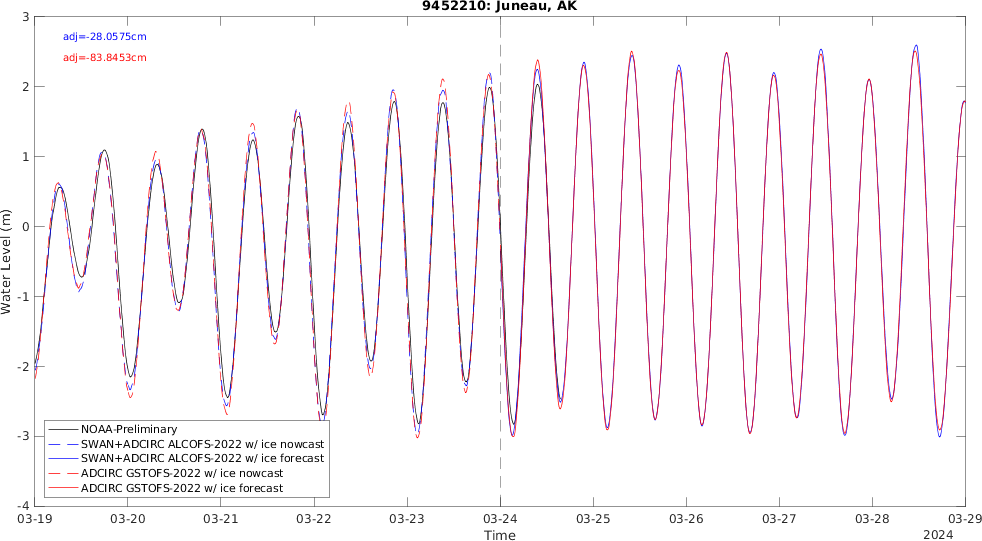 9452210: Juneau, AK
adj=-28.0575cm
adj=-83.8453cm
Water Level (m)
3
2
1
0
-1
-2
-3
-4
NOAA-Preliminary
SWAN+ADCIRC ALCOFS-2022 w/ ice nowcast
SWAN+ADCIRC ALCOFS-2022 w/ ice forecast
ADCIRC GSTOFS-2022 w/ ice nowcast
ADCIRC GSTOFS-2022 w/ ice forecast
03-19 03-20 03-21 03-22 03-23 03-24 03-25 03-26 03-27 03-28 03-29
Time
2024